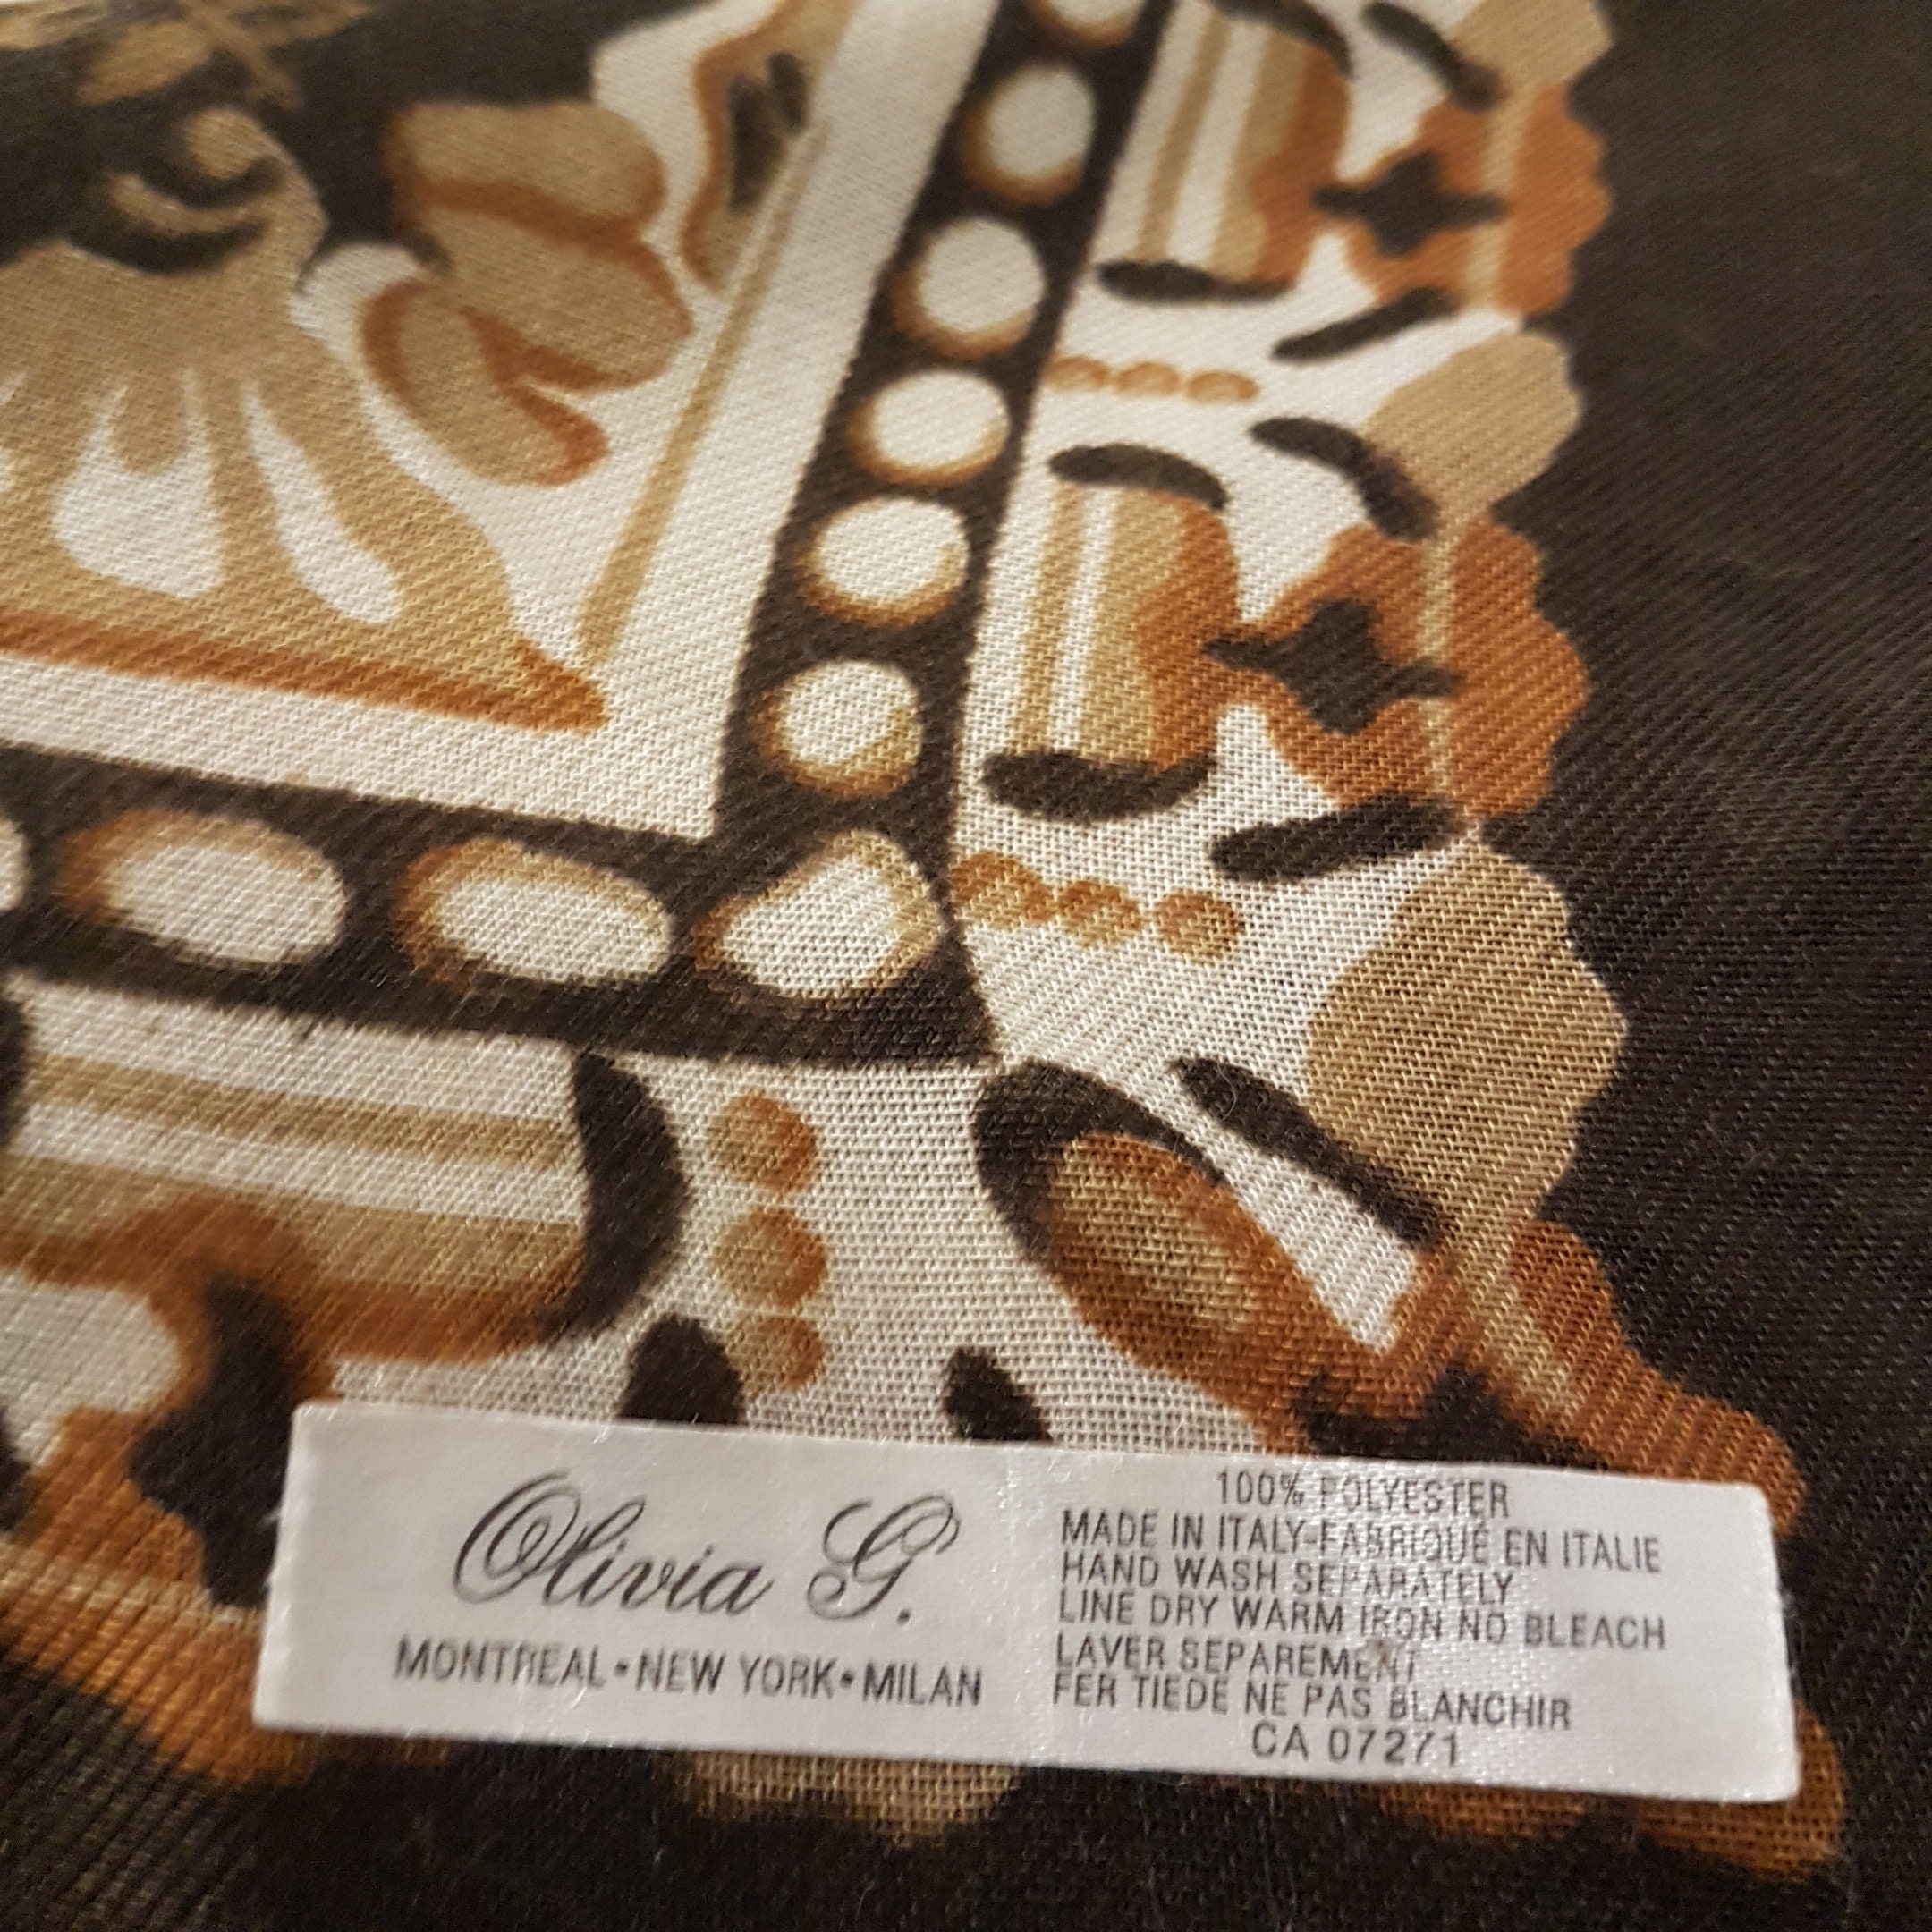 Olivia G.
MONTREAL • NEW YORK • MILAN
100% POLYESTER
MADE IN ITALY-FABRIQUÉ EN ITALIE
HAND WASH SEPARATELY
LINE DRY WARM IRON NO BLEACH
LAVER SEPAREMENT
FER TIEDE NE PAS BLANCHIR
CA 07271